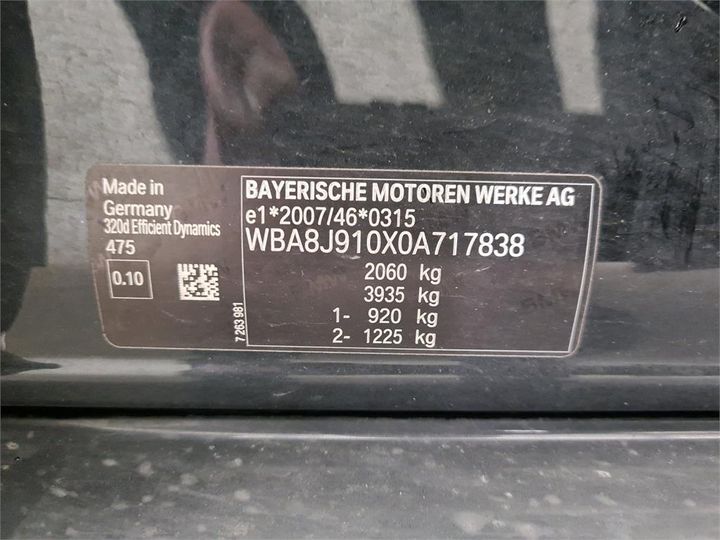 Made in
Germany
320d Efficient Dynamics
475
0.10
7 263 981
BAYERISCHE MOTOREN WERKE AG
e1*2007/46*0315
WBA8J910X0A717838
2060 kg
3935 kg
1- 920 kg
2- 1225 kg